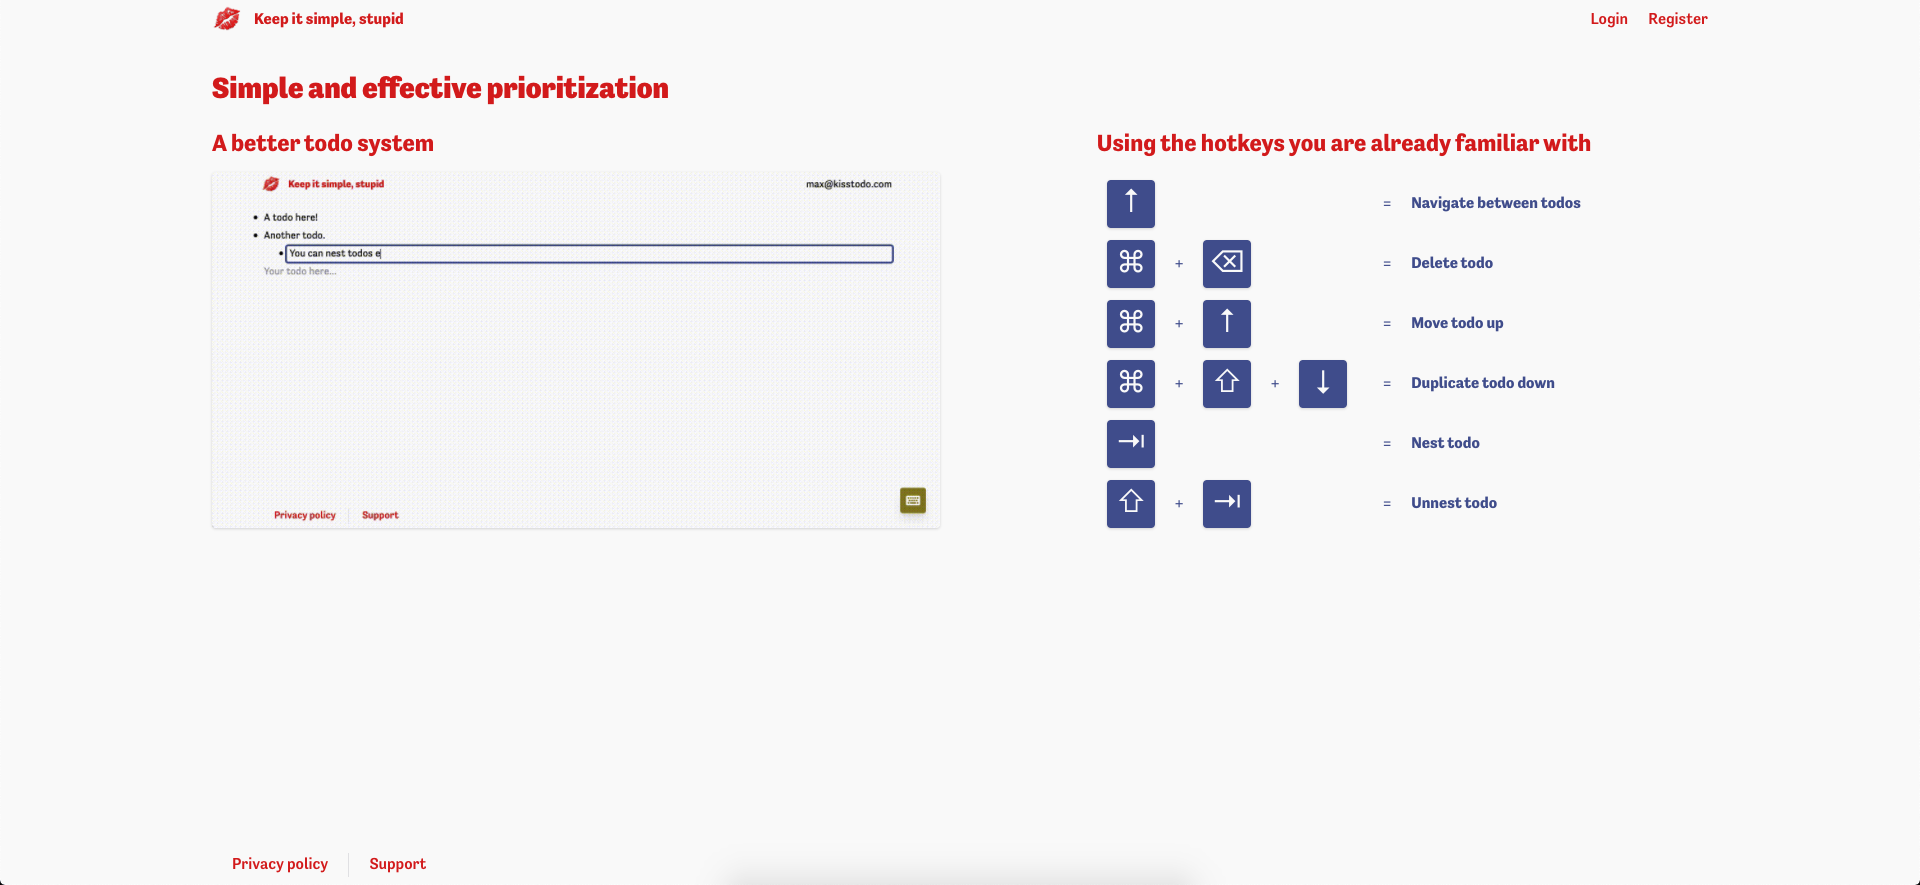 Keep it simple, stupid
Login Register
Simple and effective prioritization
A better todo system
Keep it simple, stupid
max@kisstodo.com
• A todo here!
• Another todo.
• You can nest todos e
Your todo here...
Privacy policy Support
Using the hotkeys you are already familiar with
↑ = Navigate between todos
⌘ + ⌫ = Delete todo
⌘ + ↑ = Move todo up
⌘ + ⇧ + ↓ = Duplicate todo down
⇥ = Nest todo
⇧ + ⇥ = Unnest todo
Privacy policy Support